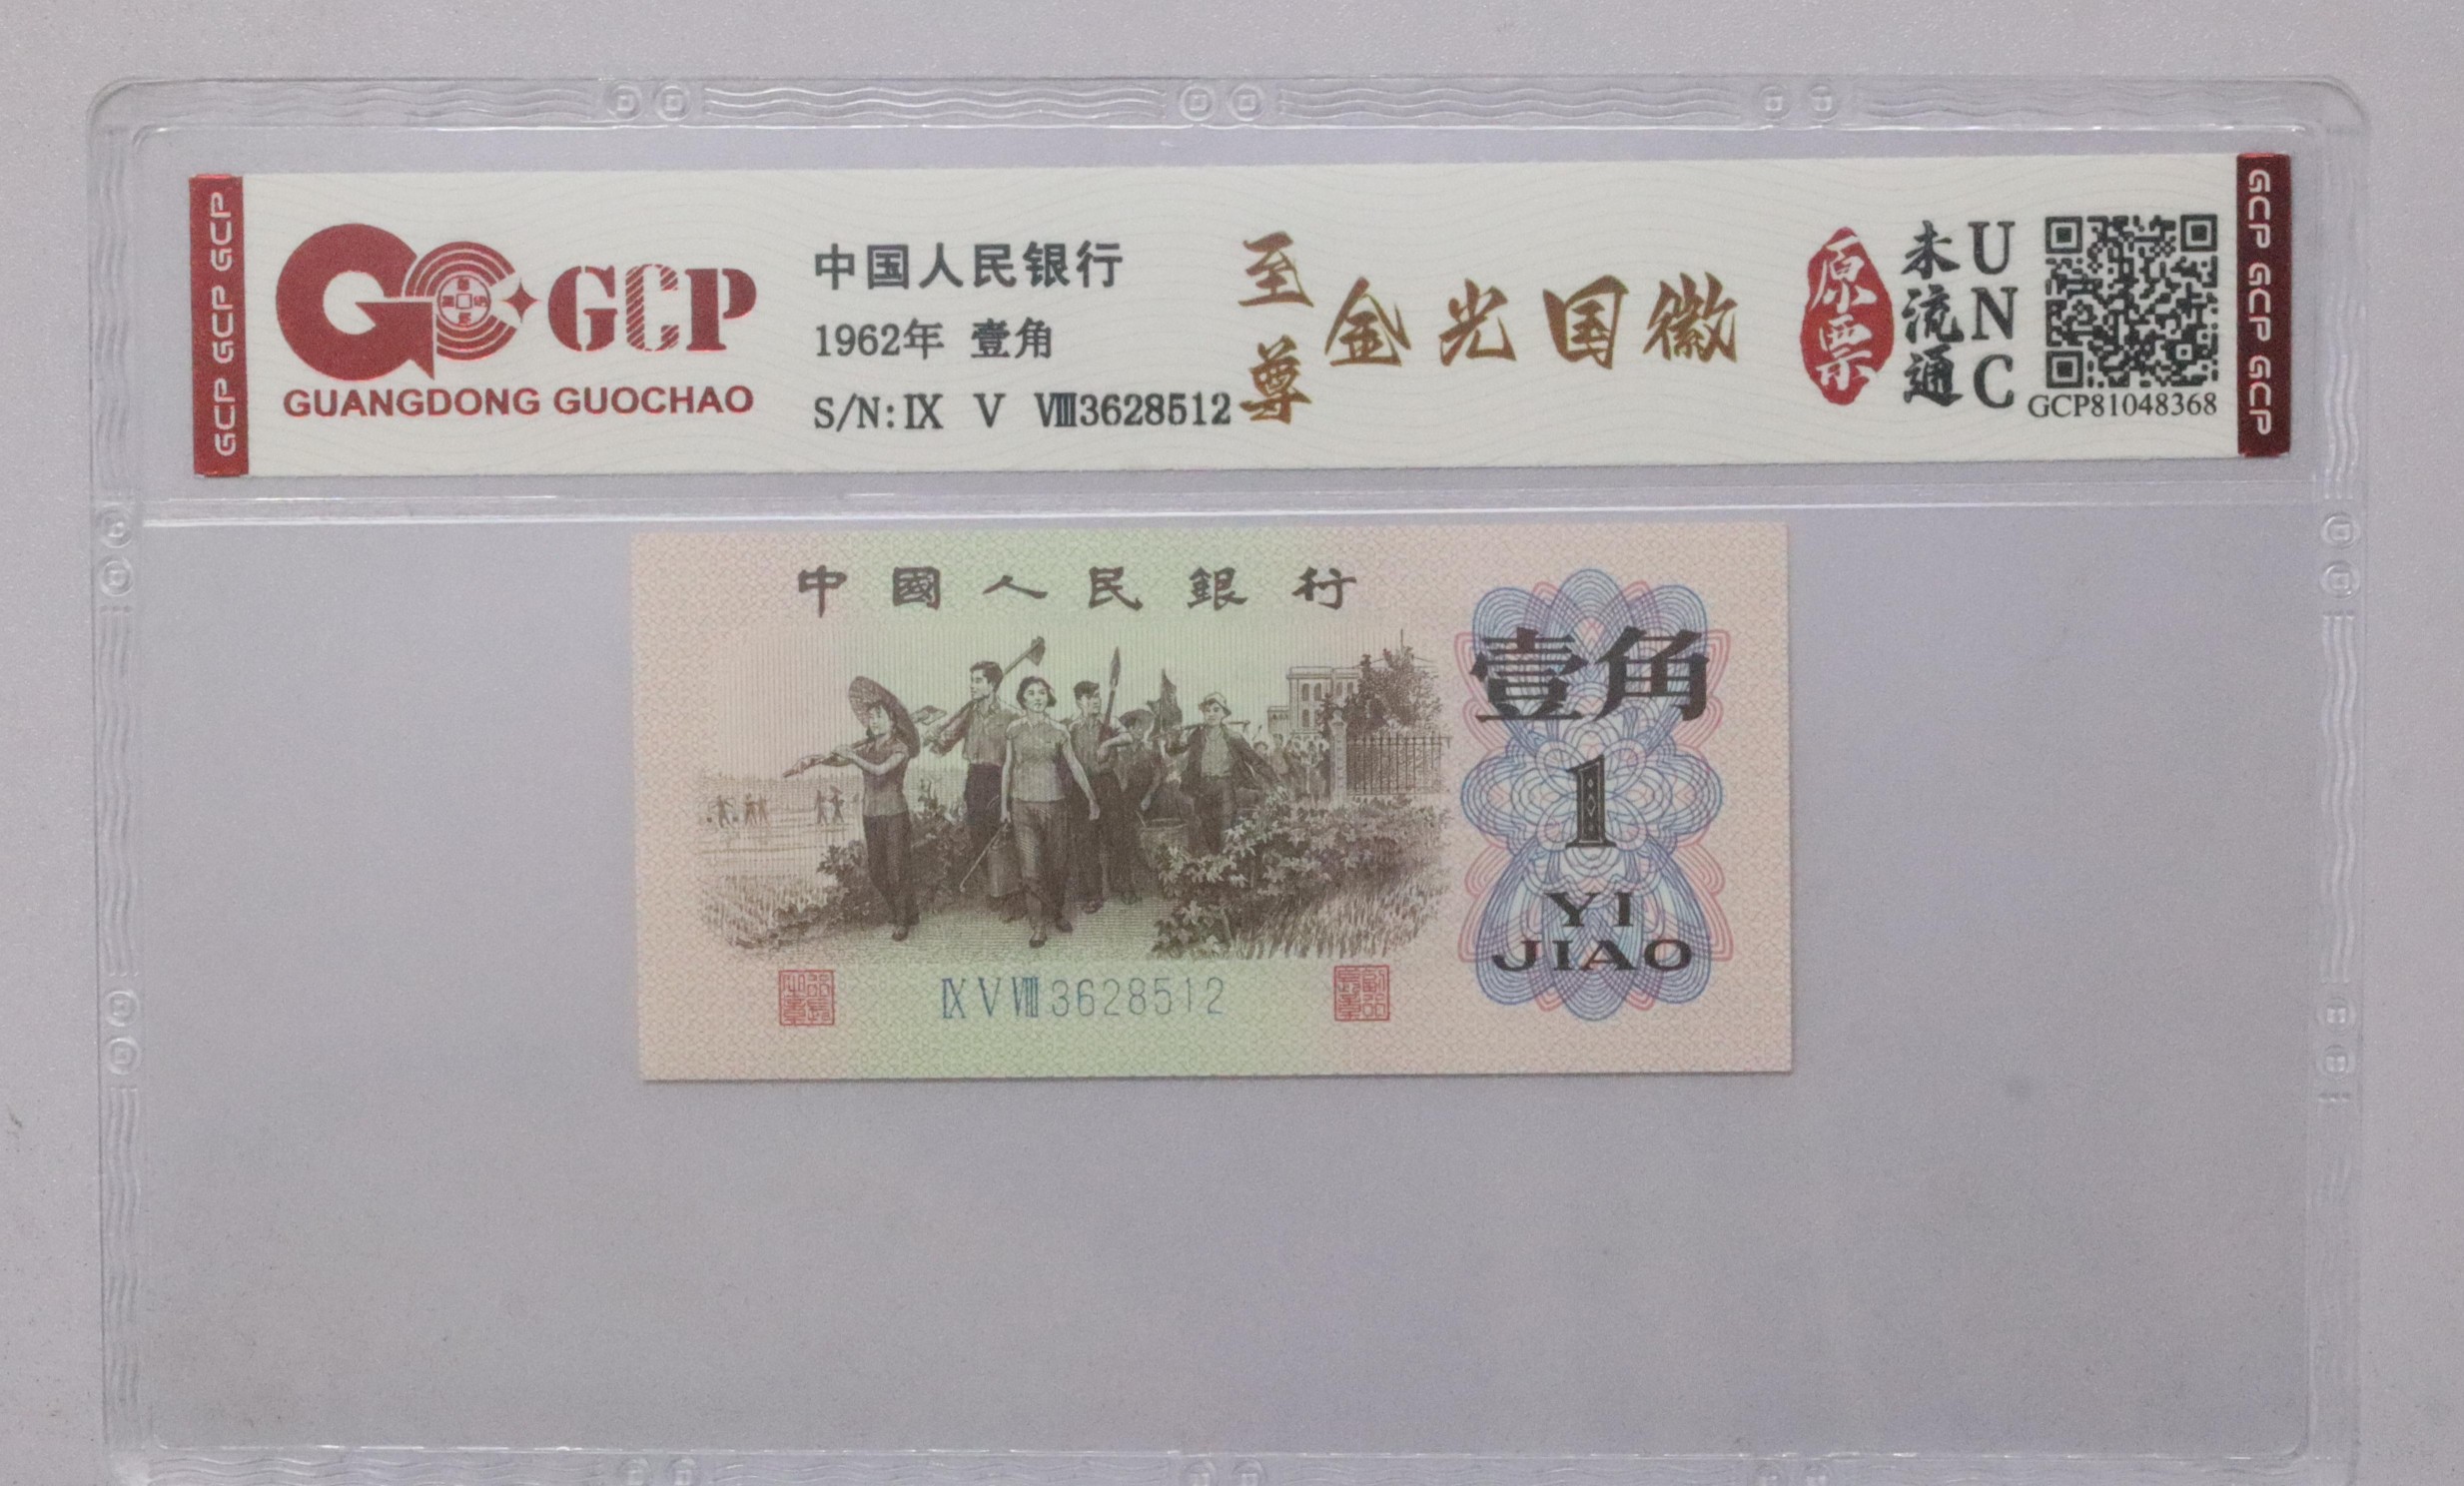 GCP GCP GCP
GCP
GUANGDONG GUOCHAO
中国人民银行
1962年 壹角
S/N:Ⅸ Ⅴ Ⅷ3628512
至尊
金光国徽
原票
未流通
UNC
GCP81048368
GCP GCP GCP
中國人民銀行
壹角
1
YI
JIAO
ⅨⅤⅧ3628512